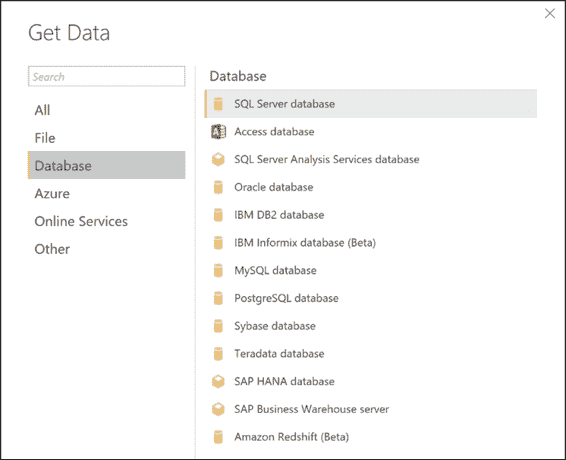 Get Data
Search
All
File
Database
Azure
Online Services
Other
Database
SQL Server database
Access database
SQL Server Analysis Services database
Oracle database
IBM DB2 database
IBM Informix database (Beta)
MySQL database
PostgreSQL database
Sybase database
Teradata database
SAP HANA database
SAP Business Warehouse server
Amazon Redshift (Beta)